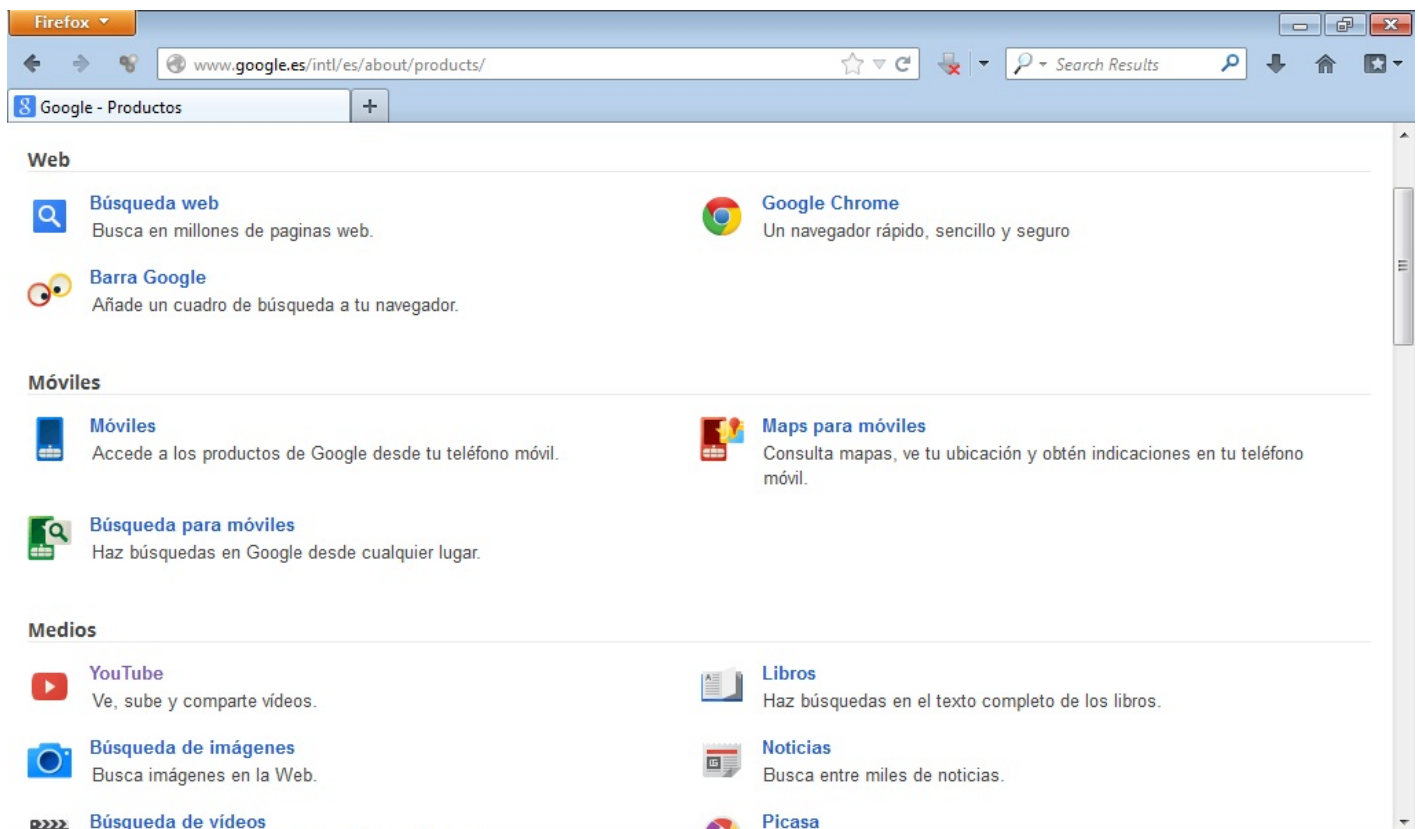 Firefox
www.google.es/intl/es/about/products/
Search Results
Google - Productos
Web
Búsqueda web
Busca en millones de paginas web.
Google Chrome
Un navegador rápido, sencillo y seguro
Barra Google
Añade un cuadro de búsqueda a tu navegador.
Móviles
Móviles
Accede a los productos de Google desde tu teléfono móvil.
Maps para móviles
Consulta mapas, ve tu ubicación y obtén indicaciones en tu teléfono
móvil.
Búsqueda para móviles
Haz búsquedas en Google desde cualquier lugar.
Medios
YouTube
Ve, sube y comparte vídeos.
Libros
Haz búsquedas en el texto completo de los libros.
Búsqueda de imágenes
Busca imágenes en la Web.
Noticias
Busca entre miles de noticias.
Búsqueda de vídeos
Picasa